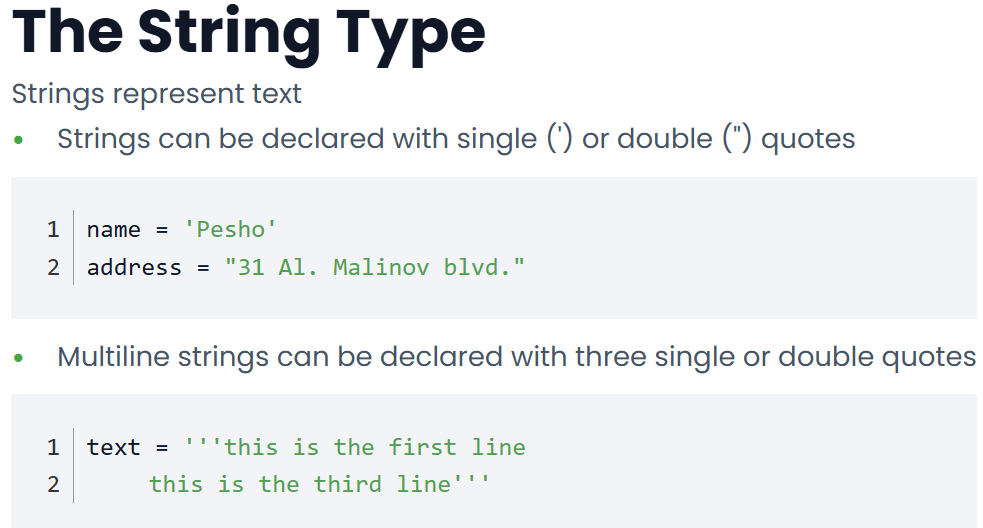 The String Type
Strings represent text
• Strings can be declared with single (') or double (") quotes
1 name = 'Pesho'
2 address = "31 Al. Malinov blvd."
• Multiline strings can be declared with three single or double quotes
1 text = '''this is the first line
2     this is the third line'''